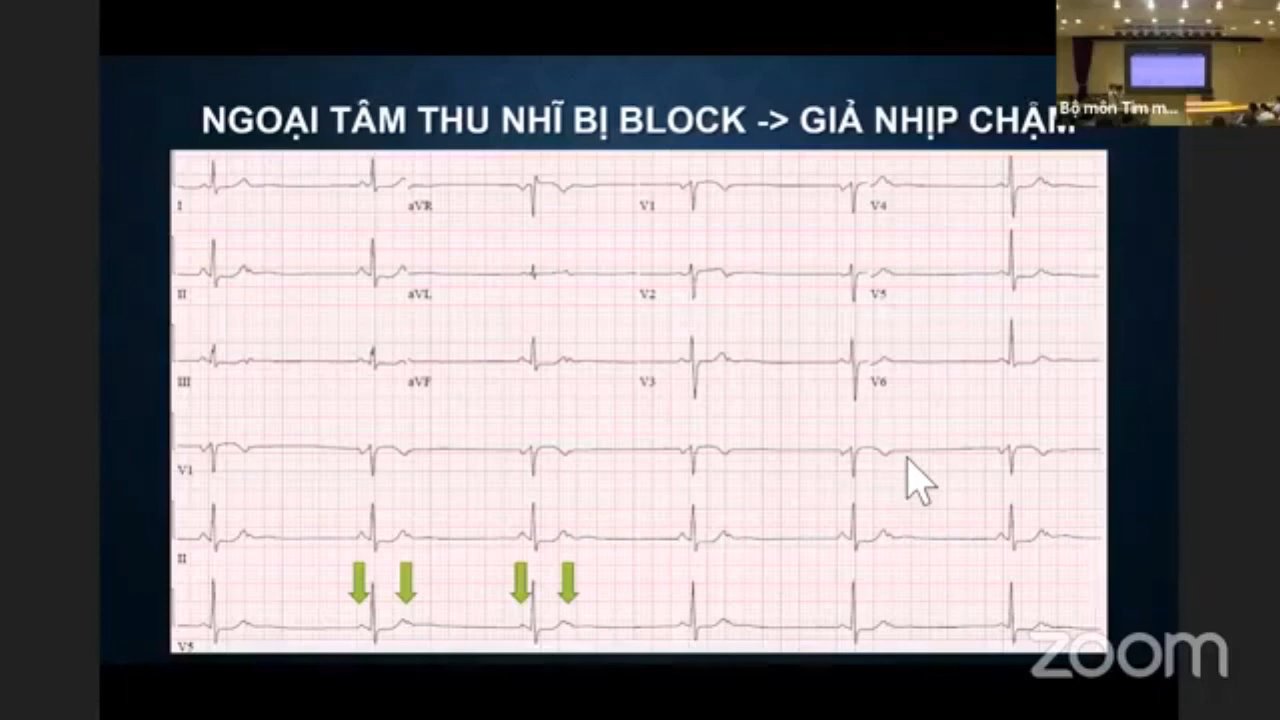 NGOẠI TÂM THU NHĨ BỊ BLOCK -> GIẢ NHỊP CHẬM
Bộ môn Tim m...
I
aVR
V1
V4
II
aVL
V2
V5
III
aVF
V3
V6
V1
II
V5
zoom